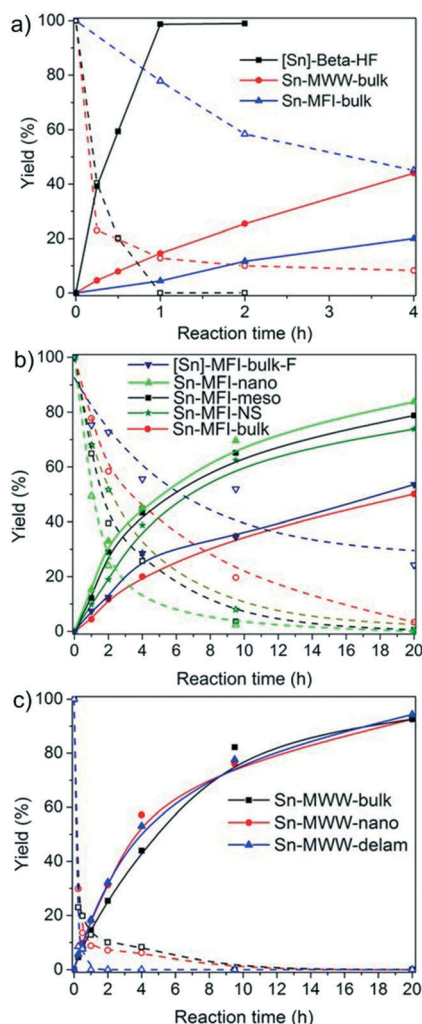 a)
[Sn]-Beta-HF
Sn-MWW-bulk
Sn-MFI-bulk
Yield (%)
100
80
60
40
20
0
0 1 2 3 4
Reaction time (h)
b)
[Sn]-MFI-bulk-F
Sn-MFI-nano
Sn-MFI-meso
Sn-MFI-NS
Sn-MFI-bulk
Yield (%)
100
80
60
40
20
0
0 2 4 6 8 10 12 14 16 18 20
Reaction time (h)
c)
Sn-MWW-bulk
Sn-MWW-nano
Sn-MWW-delam
Yield (%)
100
80
60
40
20
0
0 2 4 6 8 10 12 14 16 18 20
Reaction time (h)